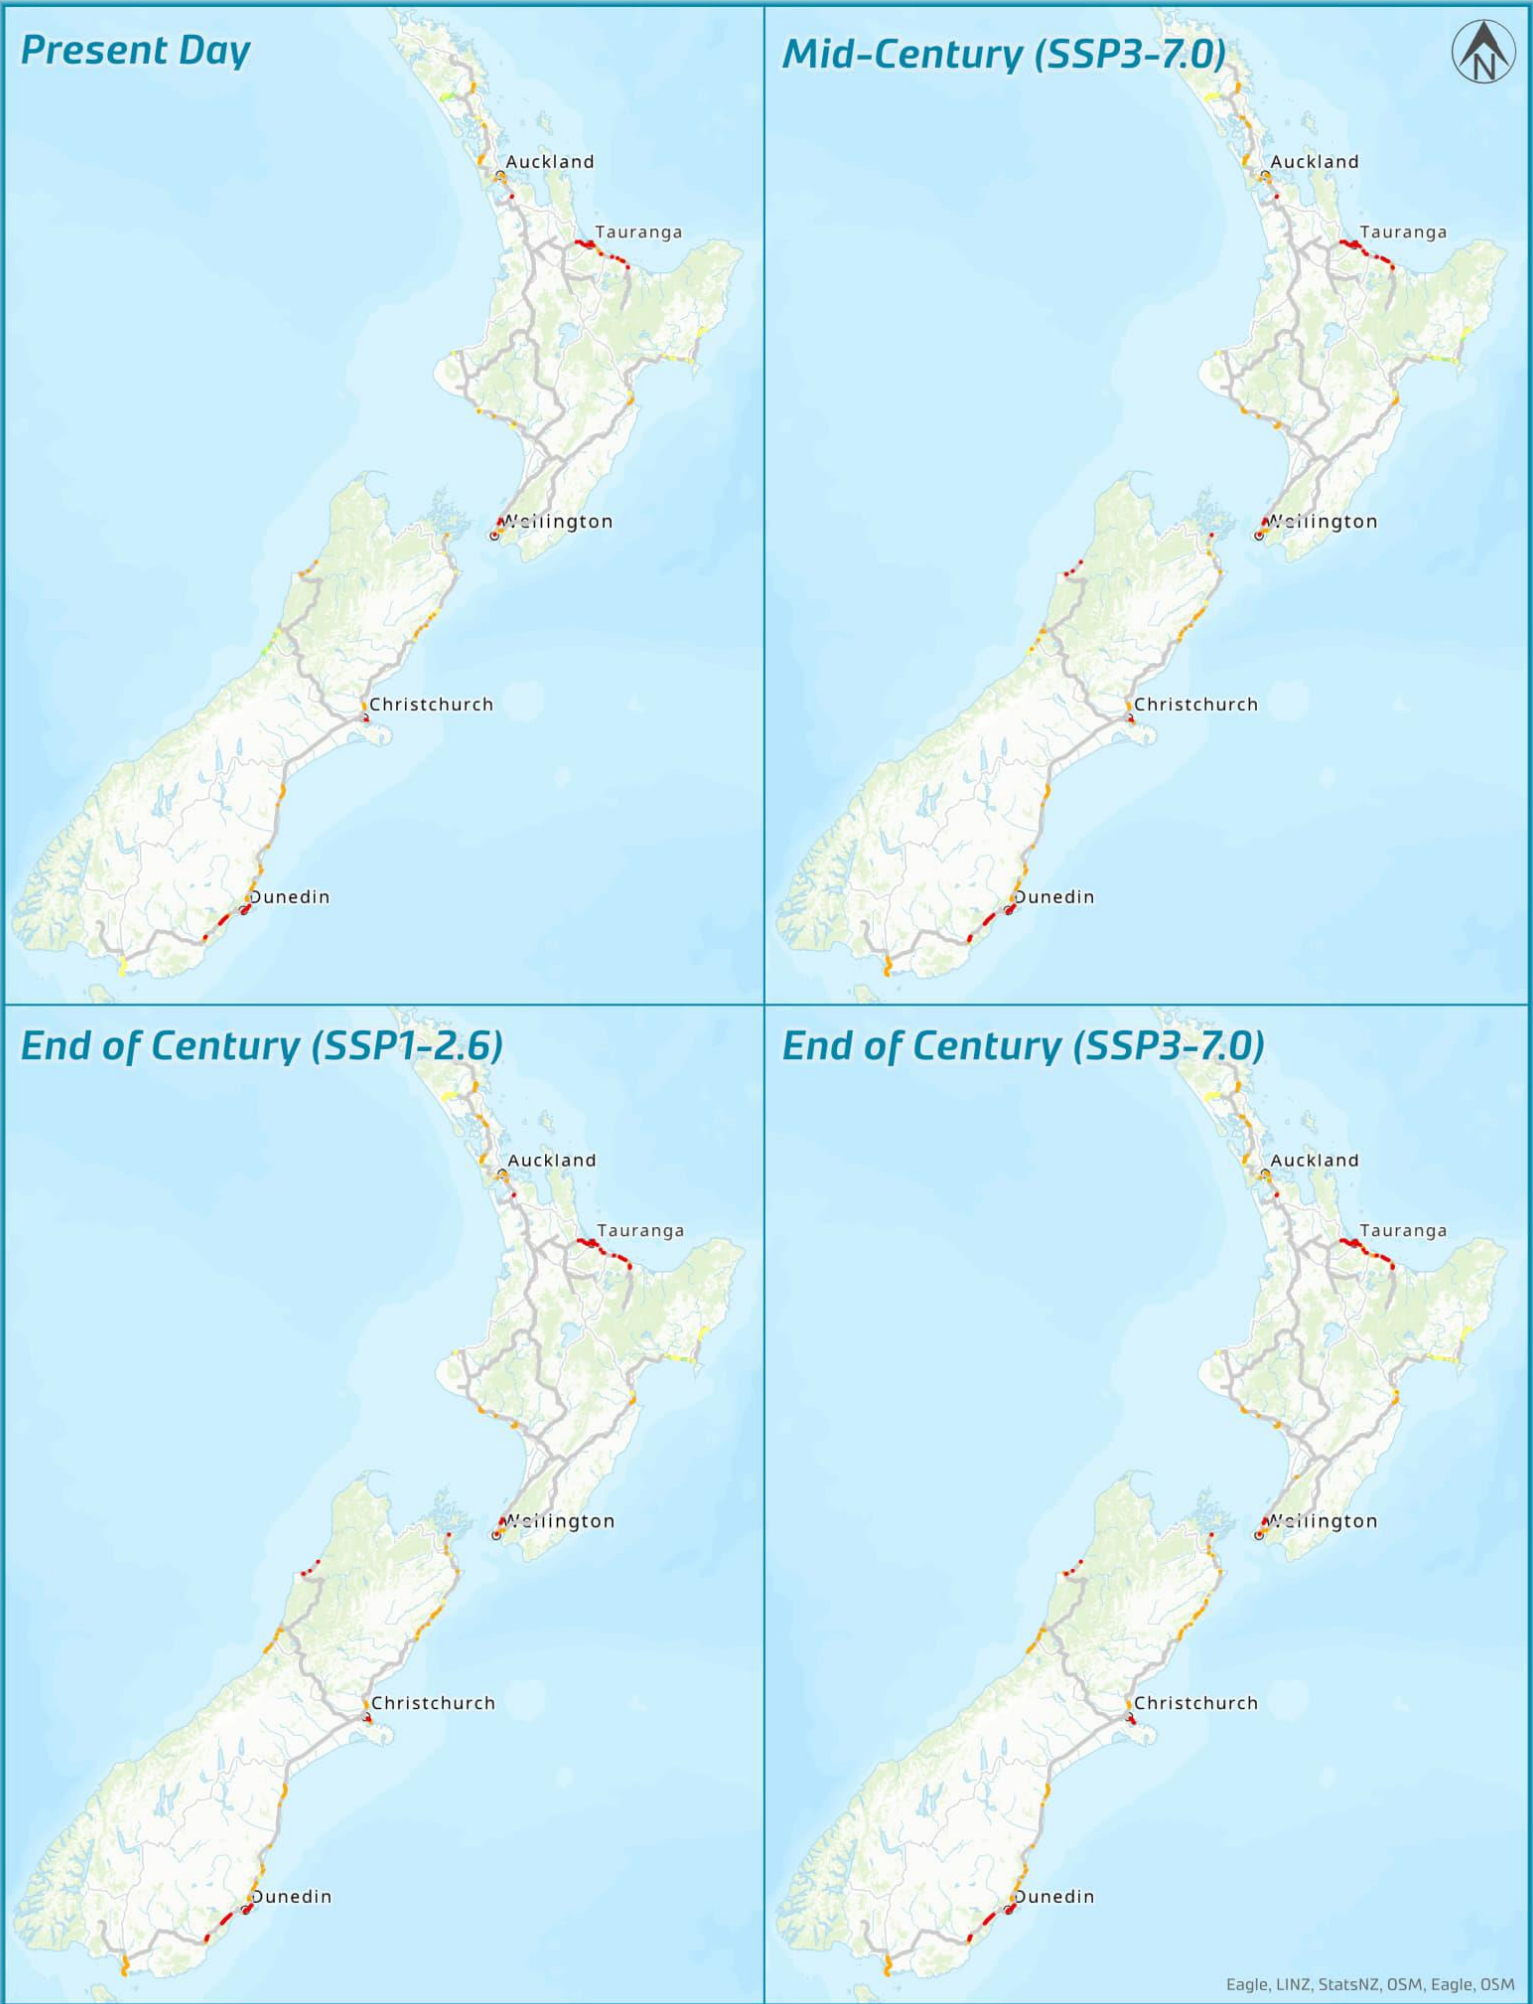 Present Day
Auckland
Tauranga
Wellington
Christchurch
Dunedin
Mid-Century (SSP3-7.0)
N
Auckland
Tauranga
Wellington
Christchurch
Dunedin
End of Century (SSP1-2.6)
Auckland
Tauranga
Wellington
Christchurch
Dunedin
End of Century (SSP3-7.0)
Auckland
Tauranga
Wellington
Christchurch
Dunedin
Eagle, LINZ, StatsNZ, OSM, Eagle, OSM